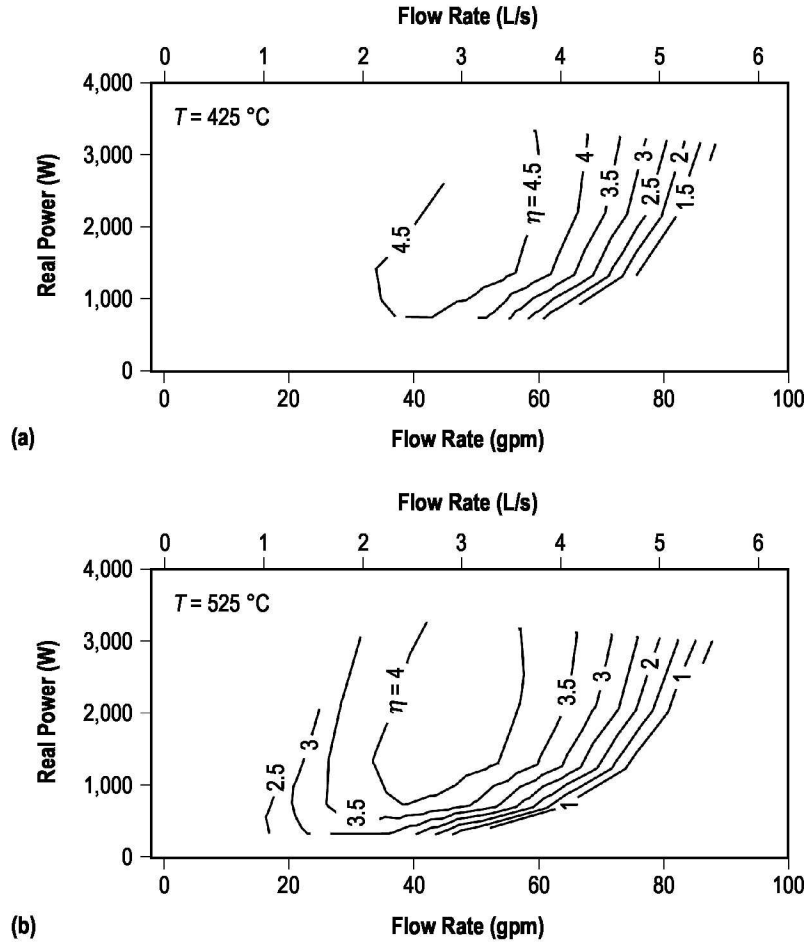 Flow Rate (L/s)
0 1 2 3 4 5 6
4,000
3,000
2,000
1,000
0
Real Power (W)
T = 425 °C
4.5
η = 4.5
4
3.5
3
2.5
2
1.5
0 20 40 60 80 100
(a)
Flow Rate (gpm)
Flow Rate (L/s)
0 1 2 3 4 5 6
4,000
3,000
2,000
1,000
0
Real Power (W)
T = 525 °C
2.5
3
3.5
η = 4
3.5
3
2
1
1
0 20 40 60 80 100
(b)
Flow Rate (gpm)